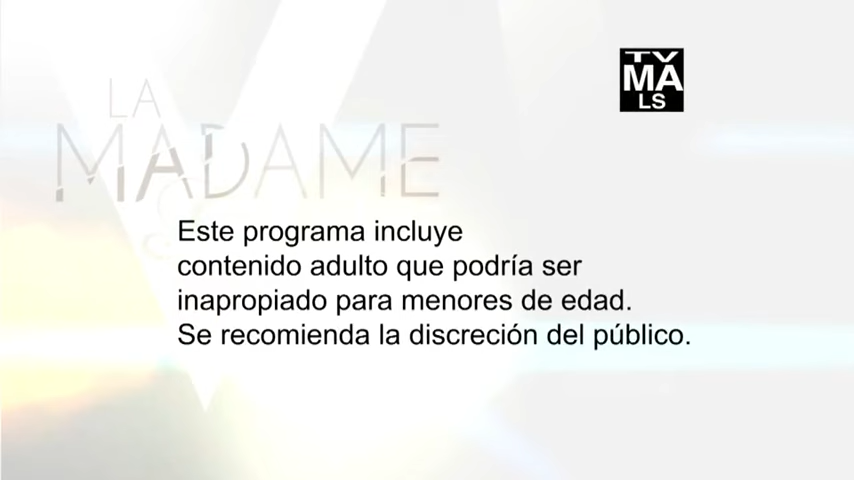 LA
MADAME
TV
MA
LS
Este programa incluye
contenido adulto que podría ser
inapropiado para menores de edad.
Se recomienda la discreción del público.